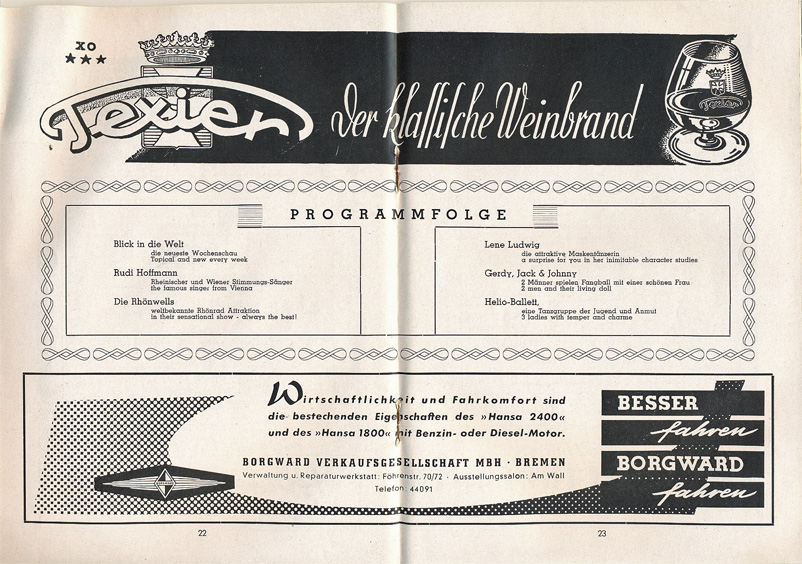 XO
★★★
Texier
Der klassische Weinbrand
Texier
PROGRAMMFOLGE
Blick in die Welt
die neueste Wochenschau
Topical and new every week
Rudi Hoffmann
Rheinischer und Wiener Stimmungs-Sänger
the famous singer from Vienna
Die Rhönwells
weltbekannte Rhönrad Attraktion
in their sensational show - always the best!
Lene Ludwig
die attraktive Maskentänzerin
a surprise for you in her inimitable character studies
Gerdy, Jack & Johnny
2 Männer spielen Fangball mit einer schönen Frau
2 men and their living doll
Helio-Ballett,
eine Tanzgruppe der Jugend und Anmut
3 ladies with temper and charme
Wirtschaftlichkeit und Fahrkomfort sind
die bestechenden Eigenschaften des »Hansa 2400«
und des »Hansa 1800« mit Benzin- oder Diesel-Motor.
BORGWARD VERKAUFSGESELLSCHAFT MBH · BREMEN
Verwaltung u. Reparaturwerkstatt: Föhrenstr. 70/72 · Ausstellungssalon: Am Wall
Telefon: 44091
BESSER
fahren
BORGWARD
fahren
22
23